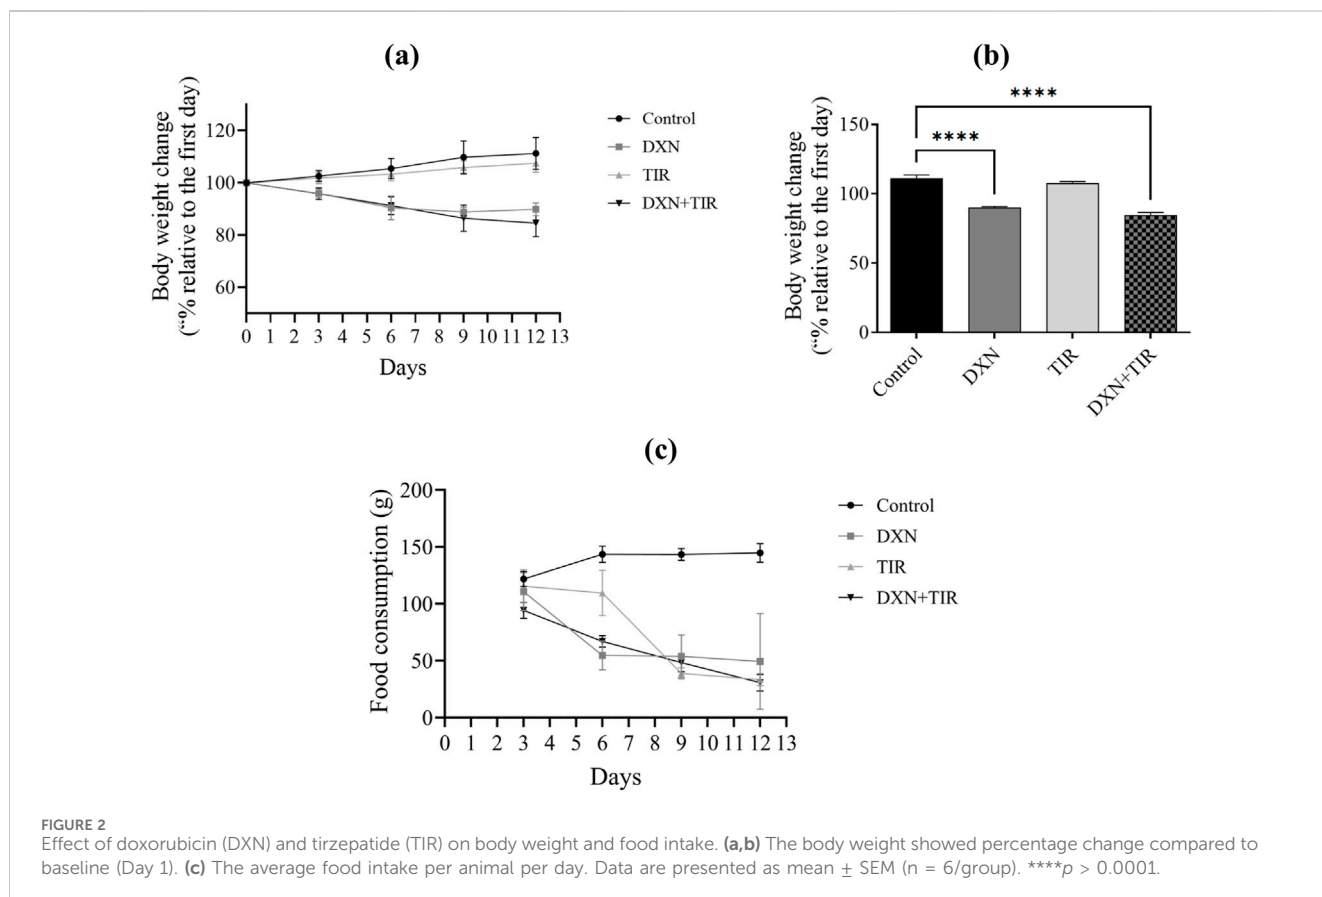 (a)
Body weight change
(“% relative to the first day)
120
100
80
60
0 1 2 3 4 5 6 7 8 9 10 11 12 13
Days
Control
DXN
TIR
DXN+TIR
(b)
Body weight change
(“% relative to the first day)
150
100
50
0
****
****
Control
DXN
TIR
DXN+TIR
(c)
Food consumption (g)
200
150
100
50
0
0 1 2 3 4 5 6 7 8 9 10 11 12 13
Days
Control
DXN
TIR
DXN+TIR
FIGURE 2
Effect of doxorubicin (DXN) and tirzepatide (TIR) on body weight and food intake. (a,b) The body weight showed percentage change compared to
baseline (Day 1). (c) The average food intake per animal per day. Data are presented as mean ± SEM (n = 6/group). ****p > 0.0001.